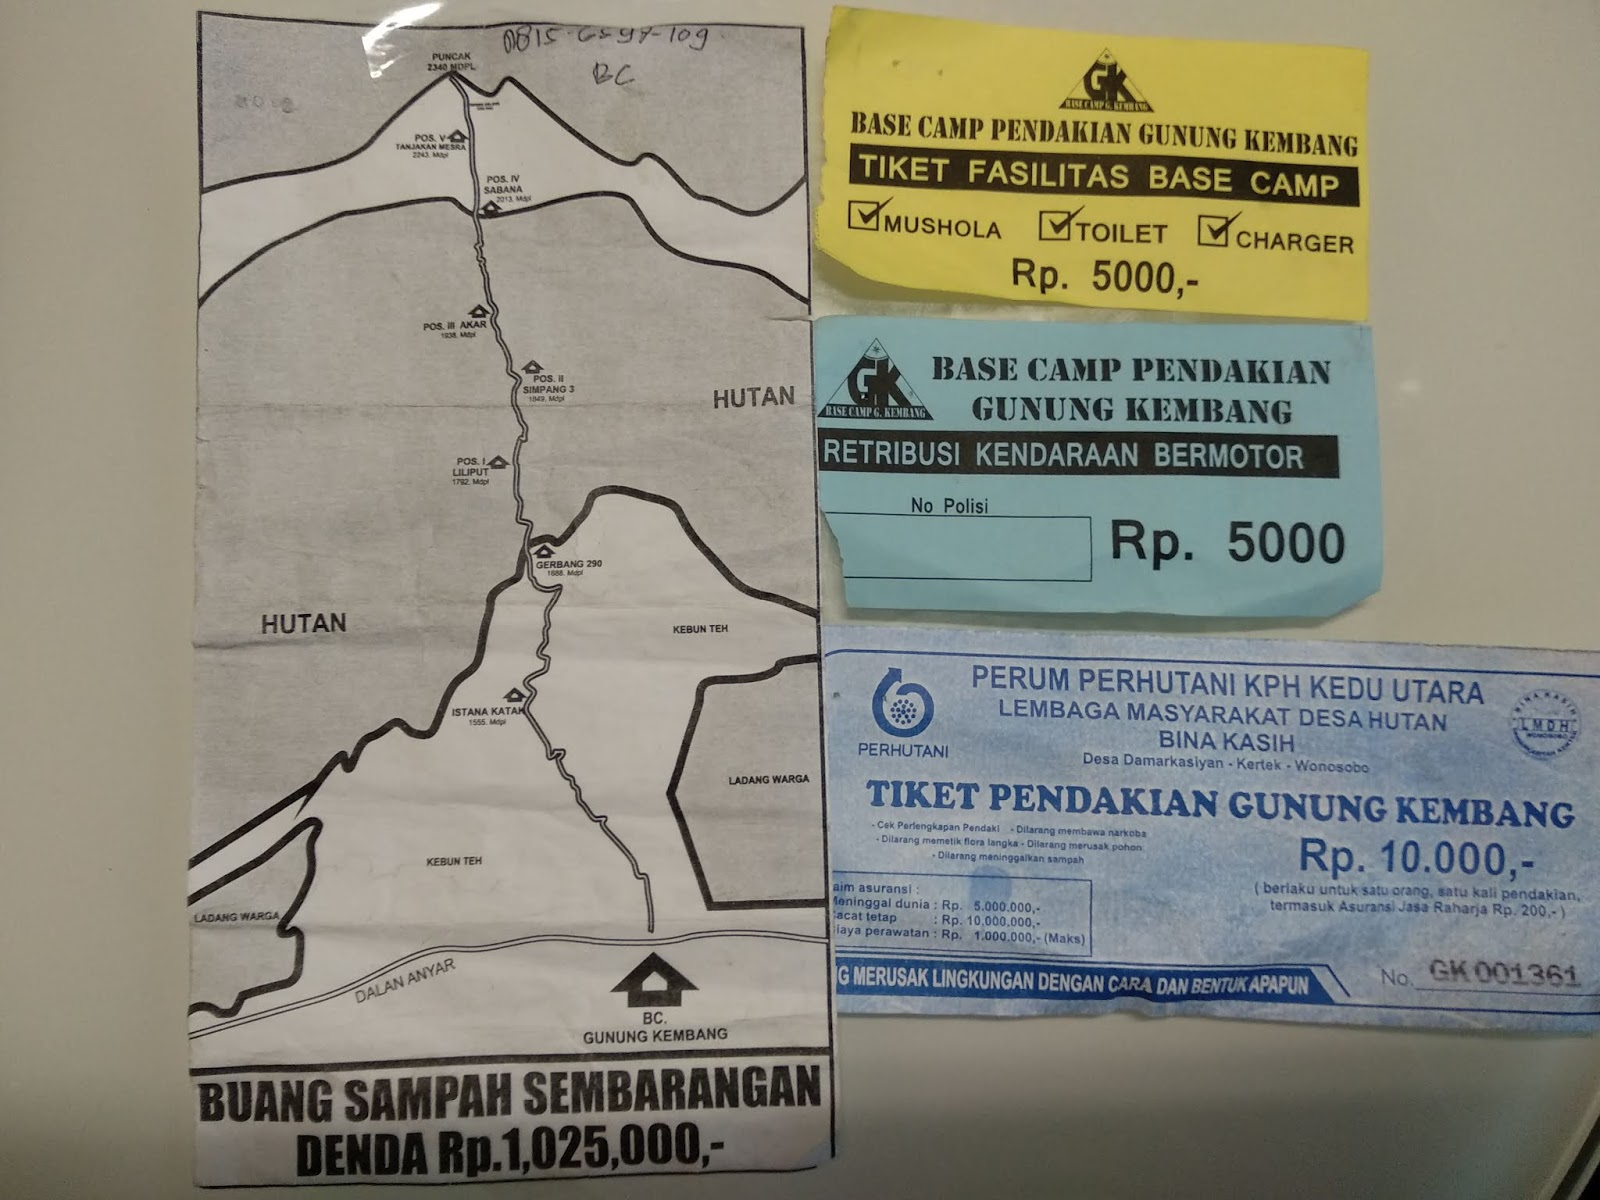 PUNCAK
2340 MDPL
BC
POS. V
TANJAKAN MESRA
2243. Mdpl
POS. IV
SABANA
2013. Mdpl
POS. III AKAR
1938. Mdpl
POS. II
SIMPANG 3
1849. Mdpl
HUTAN
POS. I
LILIPUT
1792. Mdpl
GERBANG 290
1688. Mdpl
HUTAN
KEBUN TEH
ISTANA KATAK
1555. Mdpl
LADANG WARGA
KEBUN TEH
LADANG WARGA
DALAN ANYAR
BC.
GUNUNG KEMBANG
BUANG SAMPAH SEMBARANGAN
DENDA Rp.1,025,000,-
GK
BASE CAMP G. KEMBANG
BASE CAMP PENDAKIAN GUNUNG KEMBANG
TIKET FASILITAS BASE CAMP
MUSHOLA TOILET CHARGER
Rp. 5000,-
GK
BASE CAMP G. KEMBANG
BASE CAMP PENDAKIAN
GUNUNG KEMBANG
RETRIBUSI KENDARAAN BERMOTOR
No Polisi
Rp. 5000
PERHUTANI
PERUM PERHUTANI KPH KEDU UTARA
LEMBAGA MASYARAKAT DESA HUTAN
BINA KASIH
Desa Damarkasiyan - Kertek - Wonosobo
LMDH
WONOSOBO
TIKET PENDAKIAN GUNUNG KEMBANG
- Cek Perlengkapan Pendaki - Dilarang membawa narkoba
- Dilarang memetik flora langka - Dilarang merusak pohon
- Dilarang meninggalkan sampah
Rp. 10.000,-
( berlaku untuk satu orang, satu kali pendakian,
termasuk Asuransi Jasa Raharja Rp. 200,- )
aim asuransi :
eninggal dunia : Rp. 5.000.000,-
acat tetap : Rp. 10.000.000,-
iaya perawatan : Rp. 1.000.000,- (Maks)
G MERUSAK LINGKUNGAN DENGAN CARA DAN BENTUK APAPUN
No. GK 001361